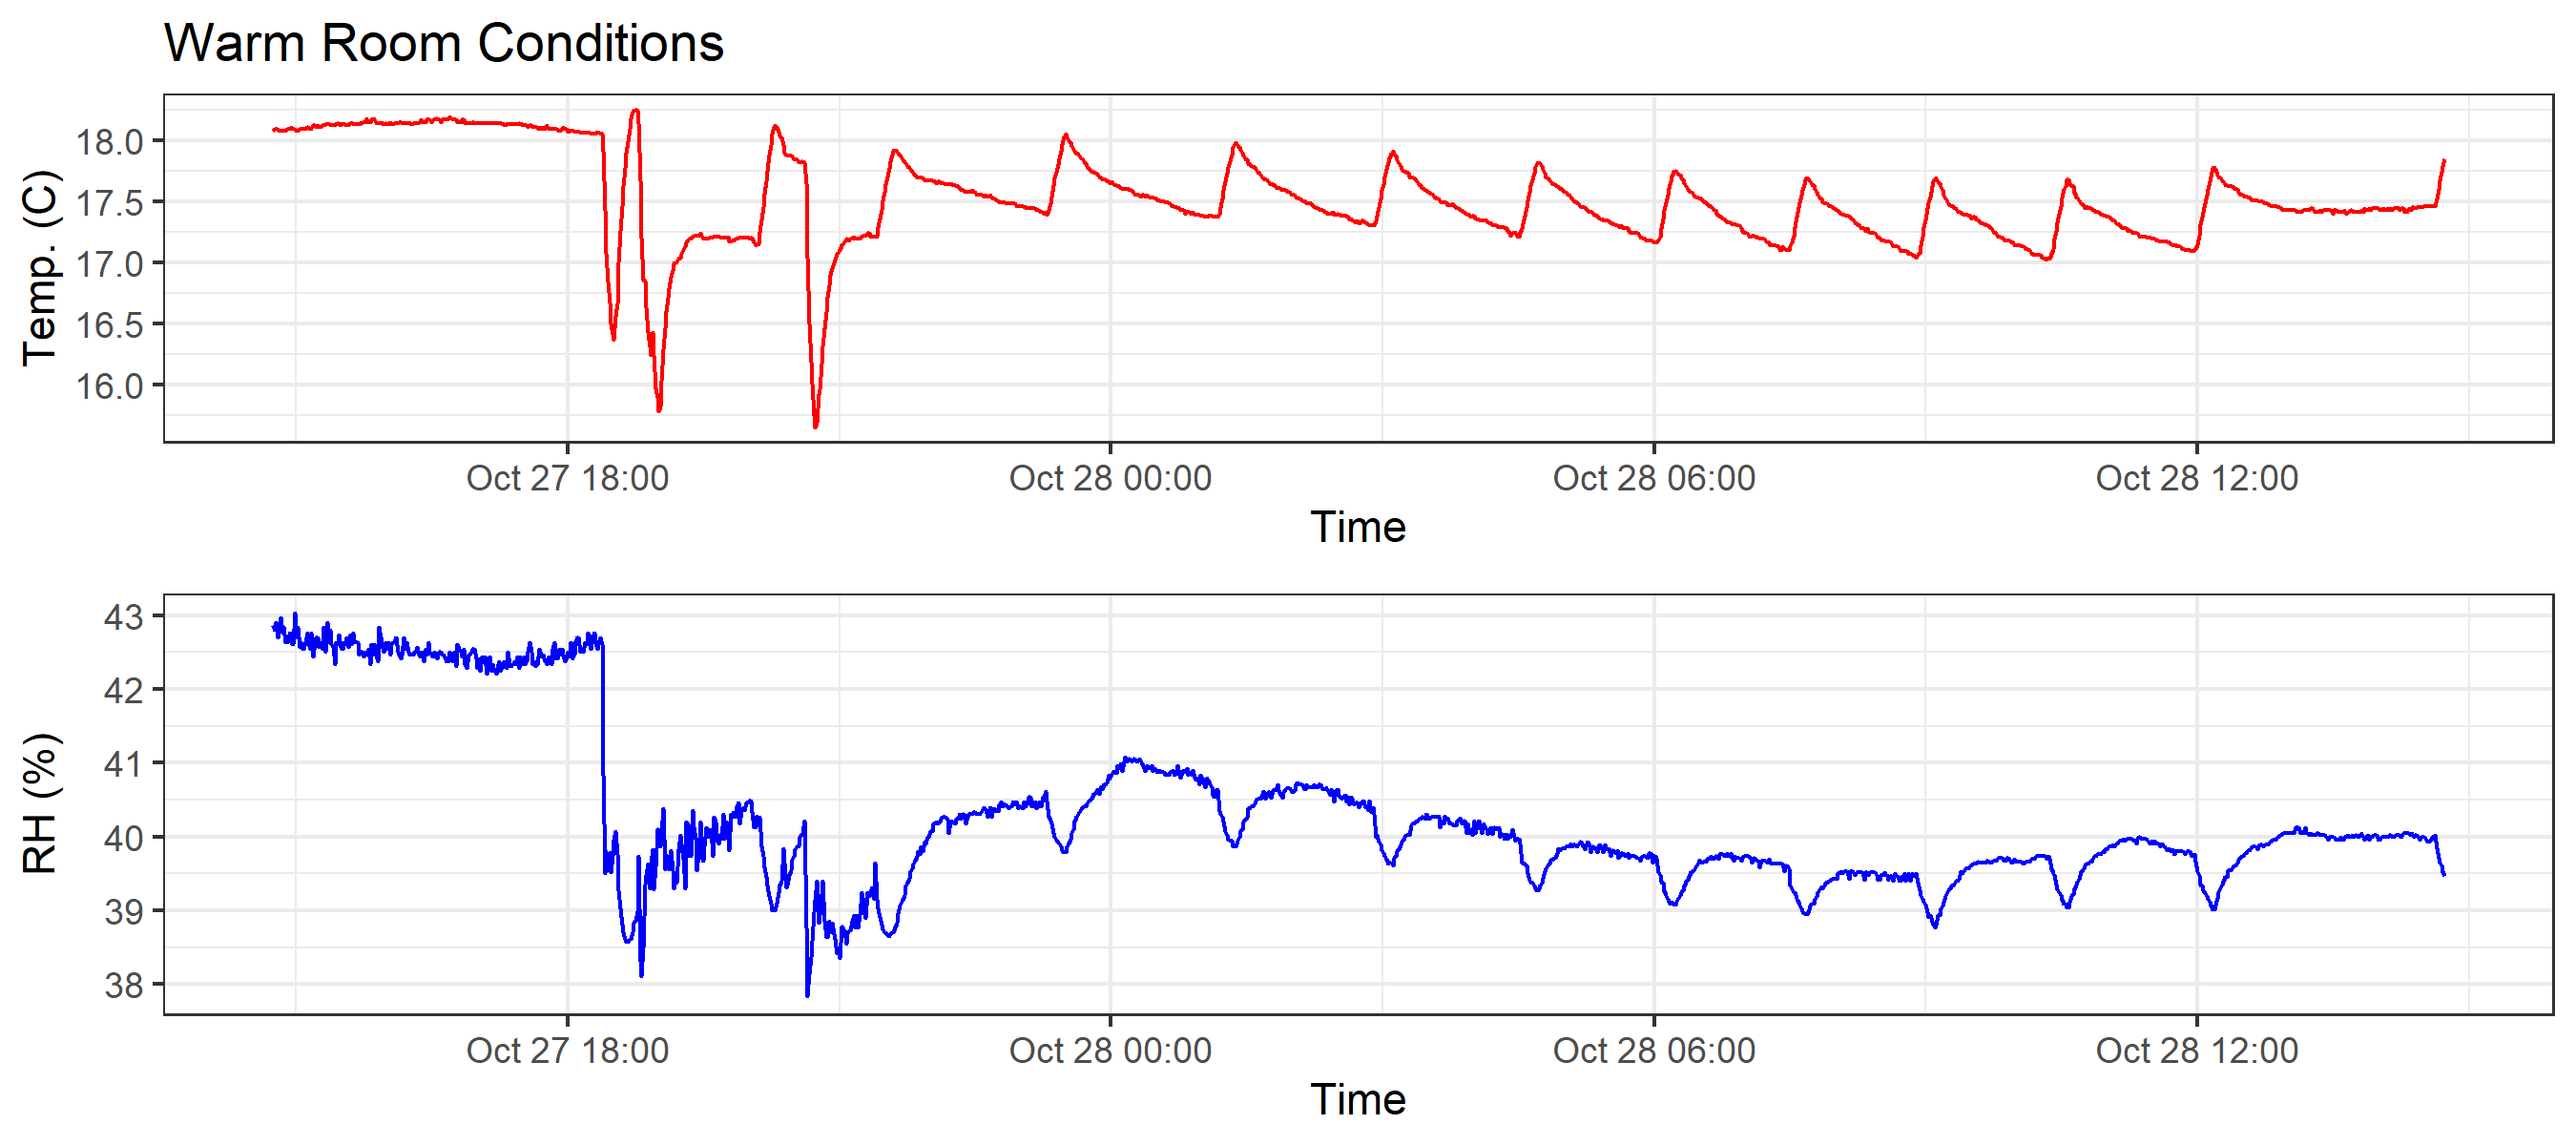 Warm Room Conditions
Temp. (C)
18.0
17.5
17.0
16.5
16.0
Oct 27 18:00 Oct 28 00:00 Oct 28 06:00 Oct 28 12:00
Time
RH (%)
43
42
41
40
39
38
Oct 27 18:00 Oct 28 00:00 Oct 28 06:00 Oct 28 12:00
Time